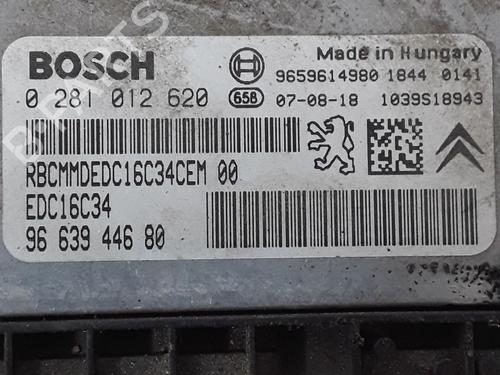 BOSCH
Made in Hungary
9659614980 1844 0141
0 281 012 620
658
07-08-18 1039S18943
RBCMMDEDC16C34CEM 00
EDC16C34
96 639 446 80